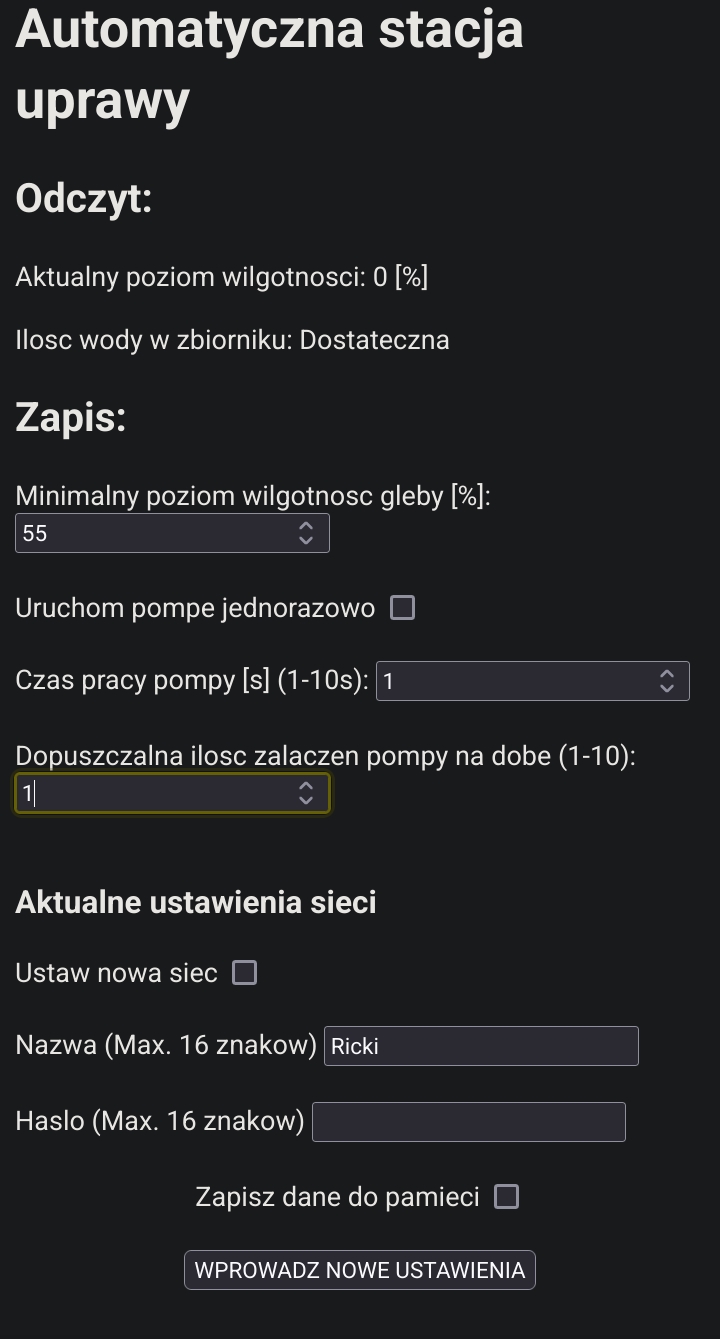 Automatyczna stacja
uprawy
Odczyt:
Aktualny poziom wilgotnosci: 0 [%]
Ilosc wody w zbiorniku: Dostateczna
Zapis:
Minimalny poziom wilgotnosc gleby [%]:
55
Uruchom pompe jednorazowo
Czas pracy pompy [s] (1-10s): 1
Dopuszczalna ilosc zalaczen pompy na dobe (1-10):
1
Aktualne ustawienia sieci
Ustaw nowa siec
Nazwa (Max. 16 znakow) Ricki
Haslo (Max. 16 znakow)
Zapisz dane do pamieci
WPROWADZ NOWE USTAWIENIA